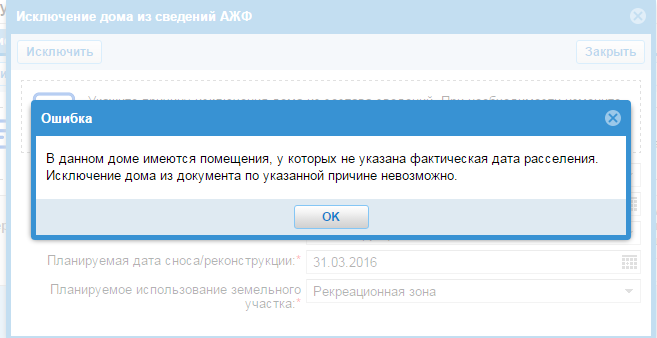 Исключение дома из сведений АЖФ
Исключить
Закрыть
Ошибка
В данном доме имеются помещения, у которых не указана фактическая дата расселения.
Исключение дома из документа по указанной причине невозможно.
OK
Планируемая дата сноса/реконструкции:*
31.03.2016
Планируемое использование земельного
участка:*
Рекреационная зона